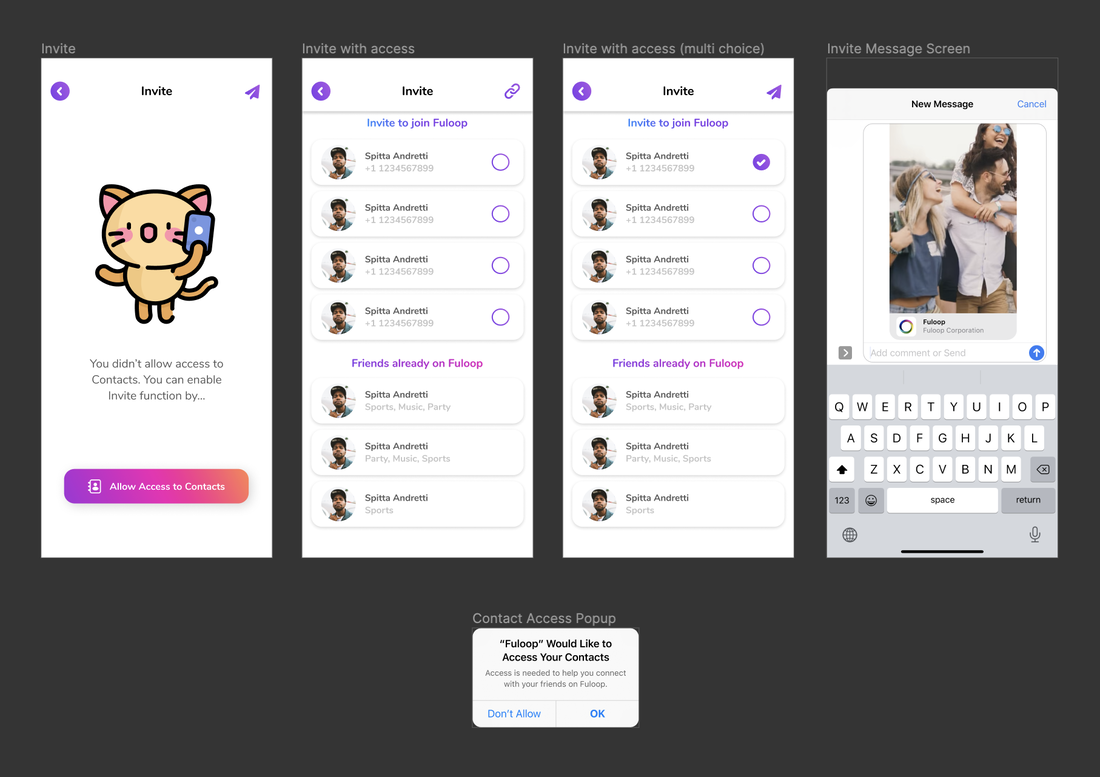 Invite
Invite
You didn't allow access to
Contacts. You can enable
Invite function by...
Allow Access to Contacts
Invite with access
Invite
Invite to join Fuloop
Spitta Andretti
+1 1234567899
Spitta Andretti
+1 1234567899
Spitta Andretti
+1 1234567899
Spitta Andretti
+1 1234567899
Friends already on Fuloop
Spitta Andretti
Sports, Music, Party
Spitta Andretti
Party, Music, Sports
Spitta Andretti
Sports
Invite with access (multi choice)
Invite
Invite to join Fuloop
Spitta Andretti
+1 1234567899
Spitta Andretti
+1 1234567899
Spitta Andretti
+1 1234567899
Spitta Andretti
+1 1234567899
Friends already on Fuloop
Spitta Andretti
Sports, Music, Party
Spitta Andretti
Party, Music, Sports
Spitta Andretti
Sports
Invite Message Screen
New Message Cancel
Fuloop
Fuloop Corporation
Add comment or Send
Q W E R T Y U I O P
A S D F G H J K L
Z X C V B N M
123 space return
Contact Access Popup
“Fuloop” Would Like to
Access Your Contacts
Access is needed to help you connect
with your friends on Fuloop.
Don't Allow OK